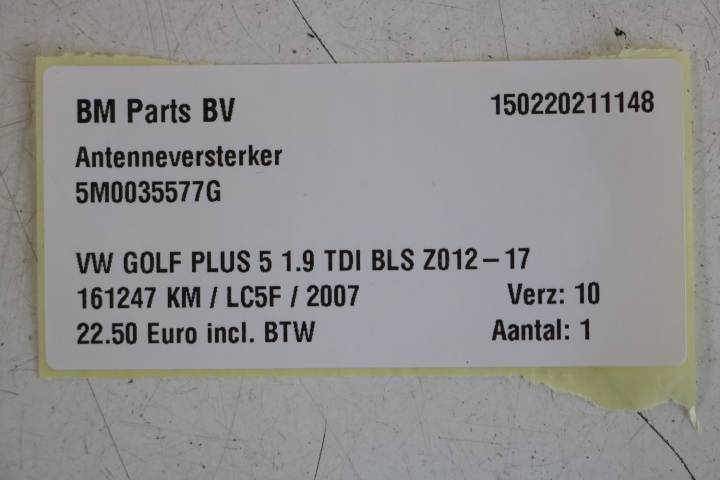 BM Parts BV 150220211148
Antenneversterker
5M0035577G
VW GOLF PLUS 5 1.9 TDI BLS Z012-17
161247 KM / LC5F / 2007 Verz: 10
22.50 Euro incl. BTW Aantal: 1